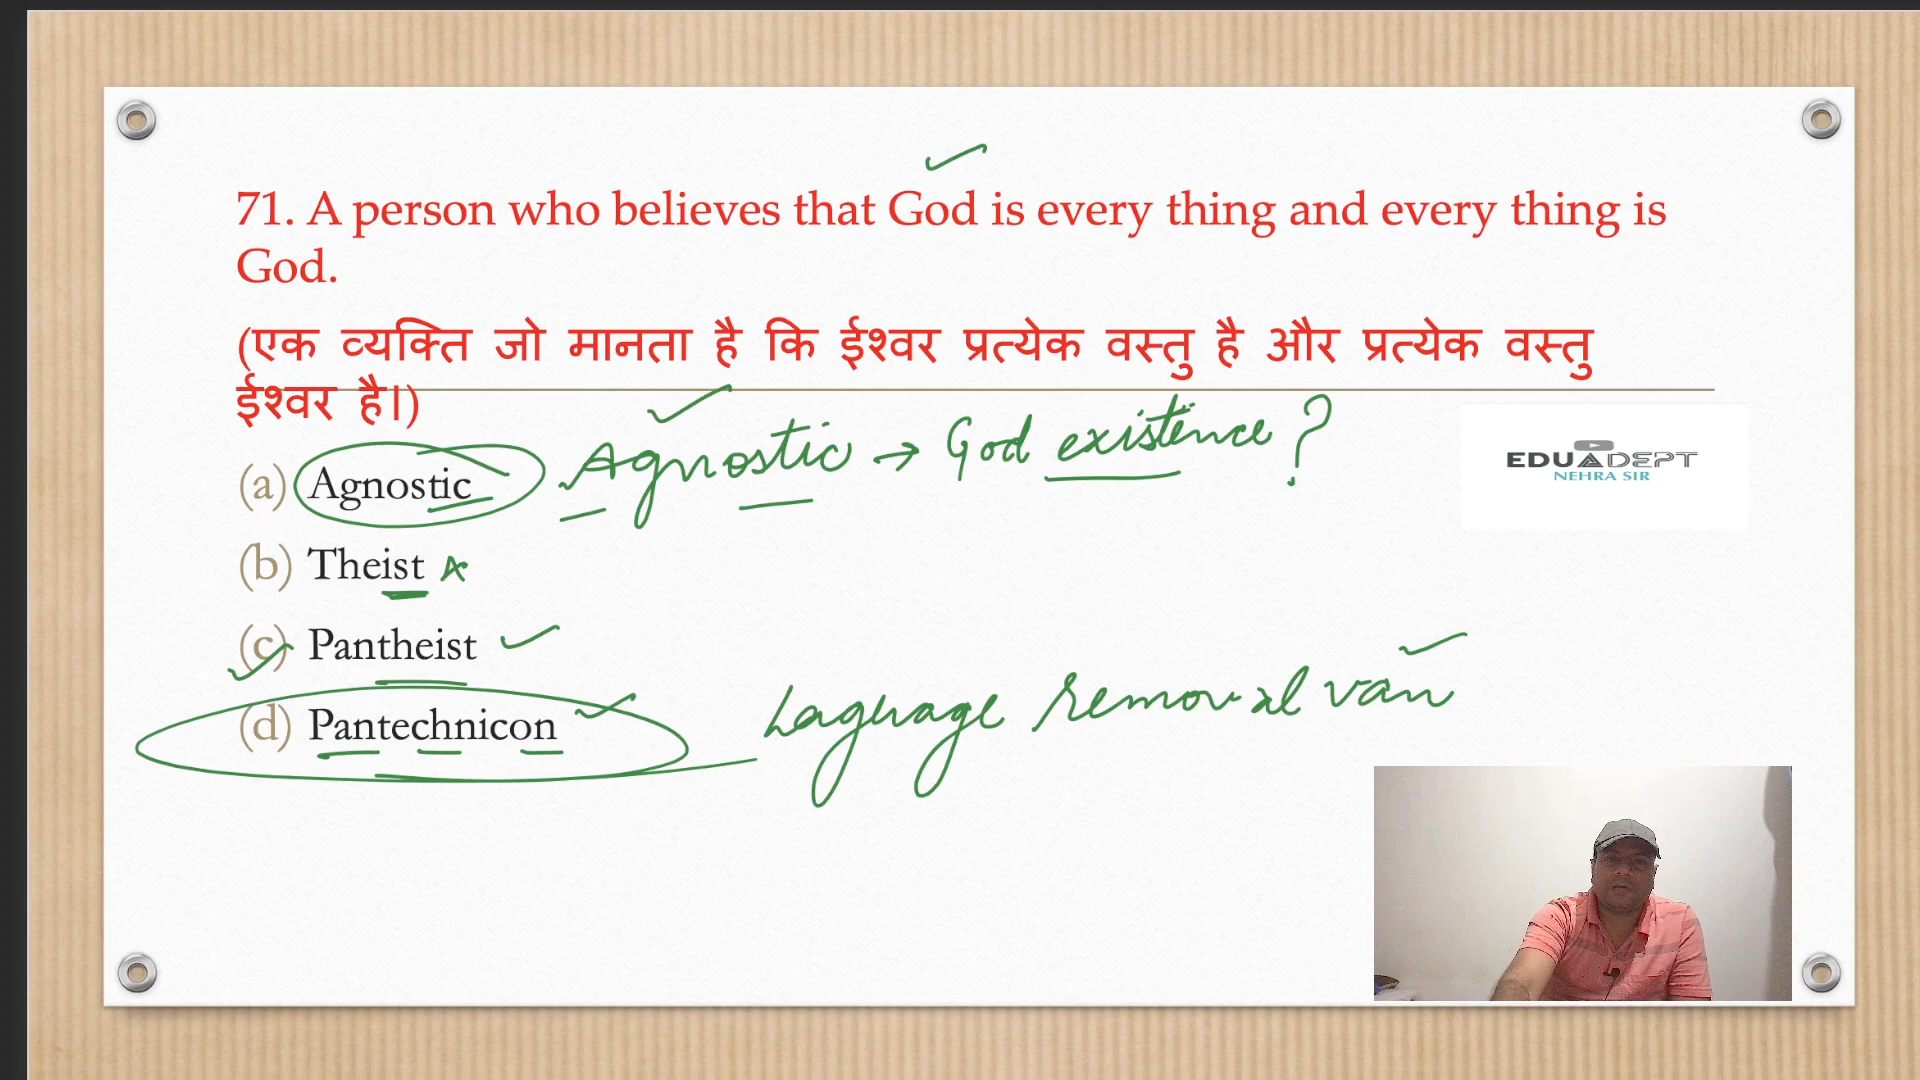 71. A person who believes that God is every thing and every thing is
God.
(एक व्यक्ति जो मानता है कि ईश्वर प्रत्येक वस्तु है और प्रत्येक वस्तु
ईश्वर है।)
(a) Agnostic Agnostic → God existence ?
EDUADEPT
NEHRA SIR
(b) Theist
(c) Pantheist
(d) Pantechnicon Laguage removal van